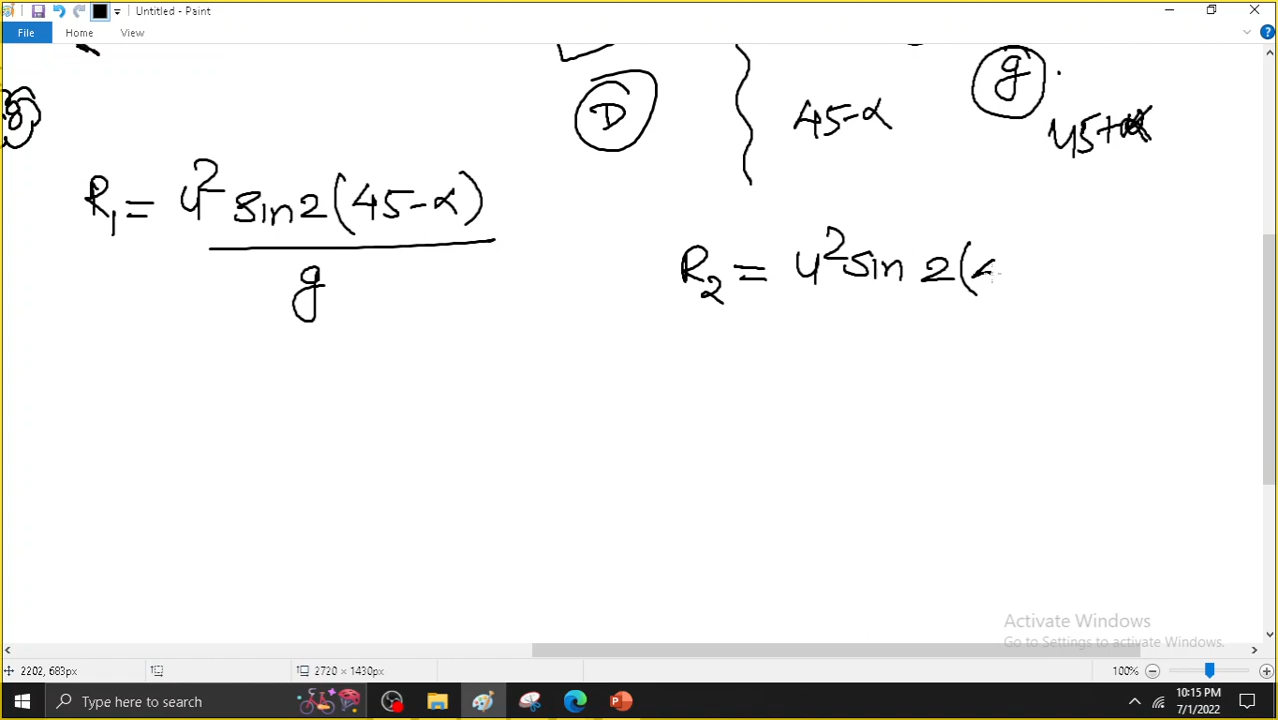 Untitled - Paint
File Home View
g
D
45-α
g .
45+α
R₁ = u² sin2(45-α)
g
R₂ = u² sin 2(
Activate Windows
Go to Settings to activate Windows.
2202, 683px
2720 × 1430px
100%
Type here to search
10:15 PM
7/1/2022